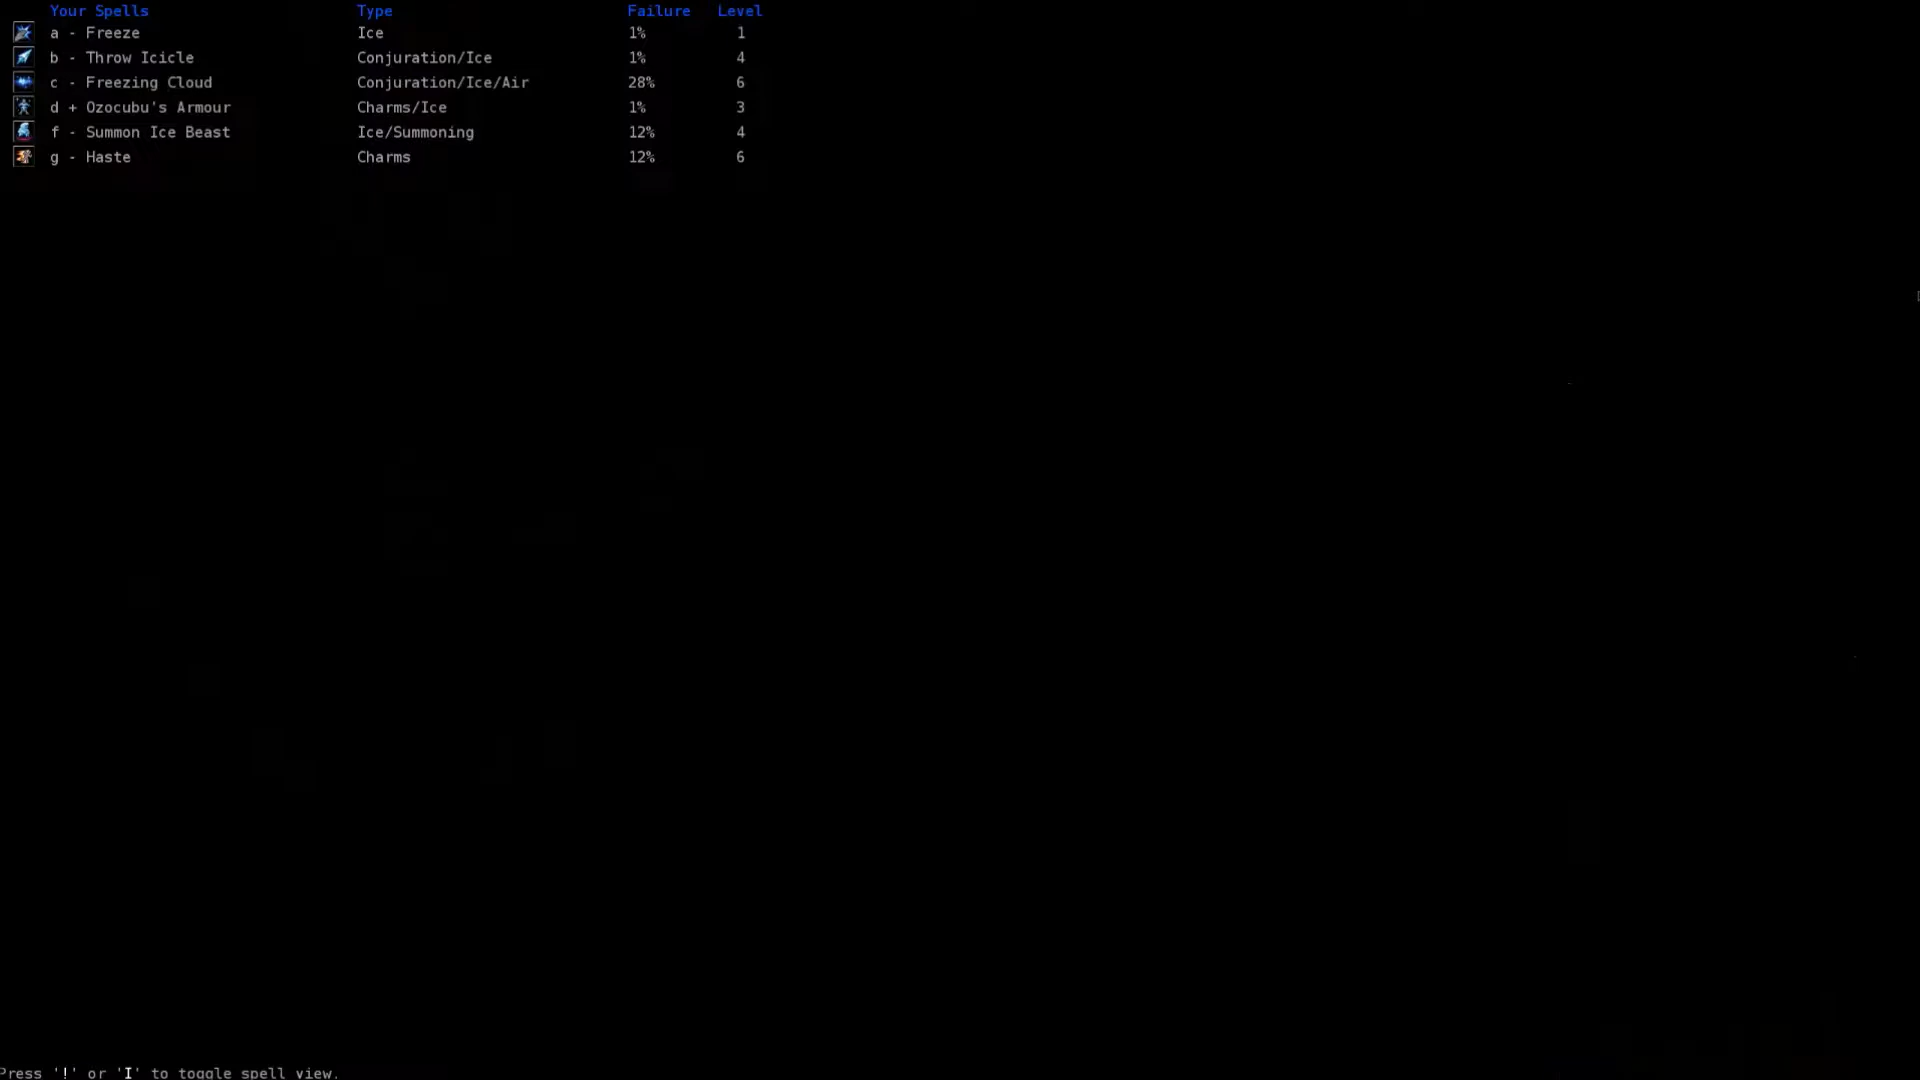 Your Spells Type Failure Level
a - Freeze Ice 1% 1
b - Throw Icicle Conjuration/Ice 1% 4
c - Freezing Cloud Conjuration/Ice/Air 28% 6
d + Ozocubu's Armour Charms/Ice 1% 3
f - Summon Ice Beast Ice/Summoning 12% 4
g - Haste Charms 12% 6
Press '!' or 'I' to toggle spell view.